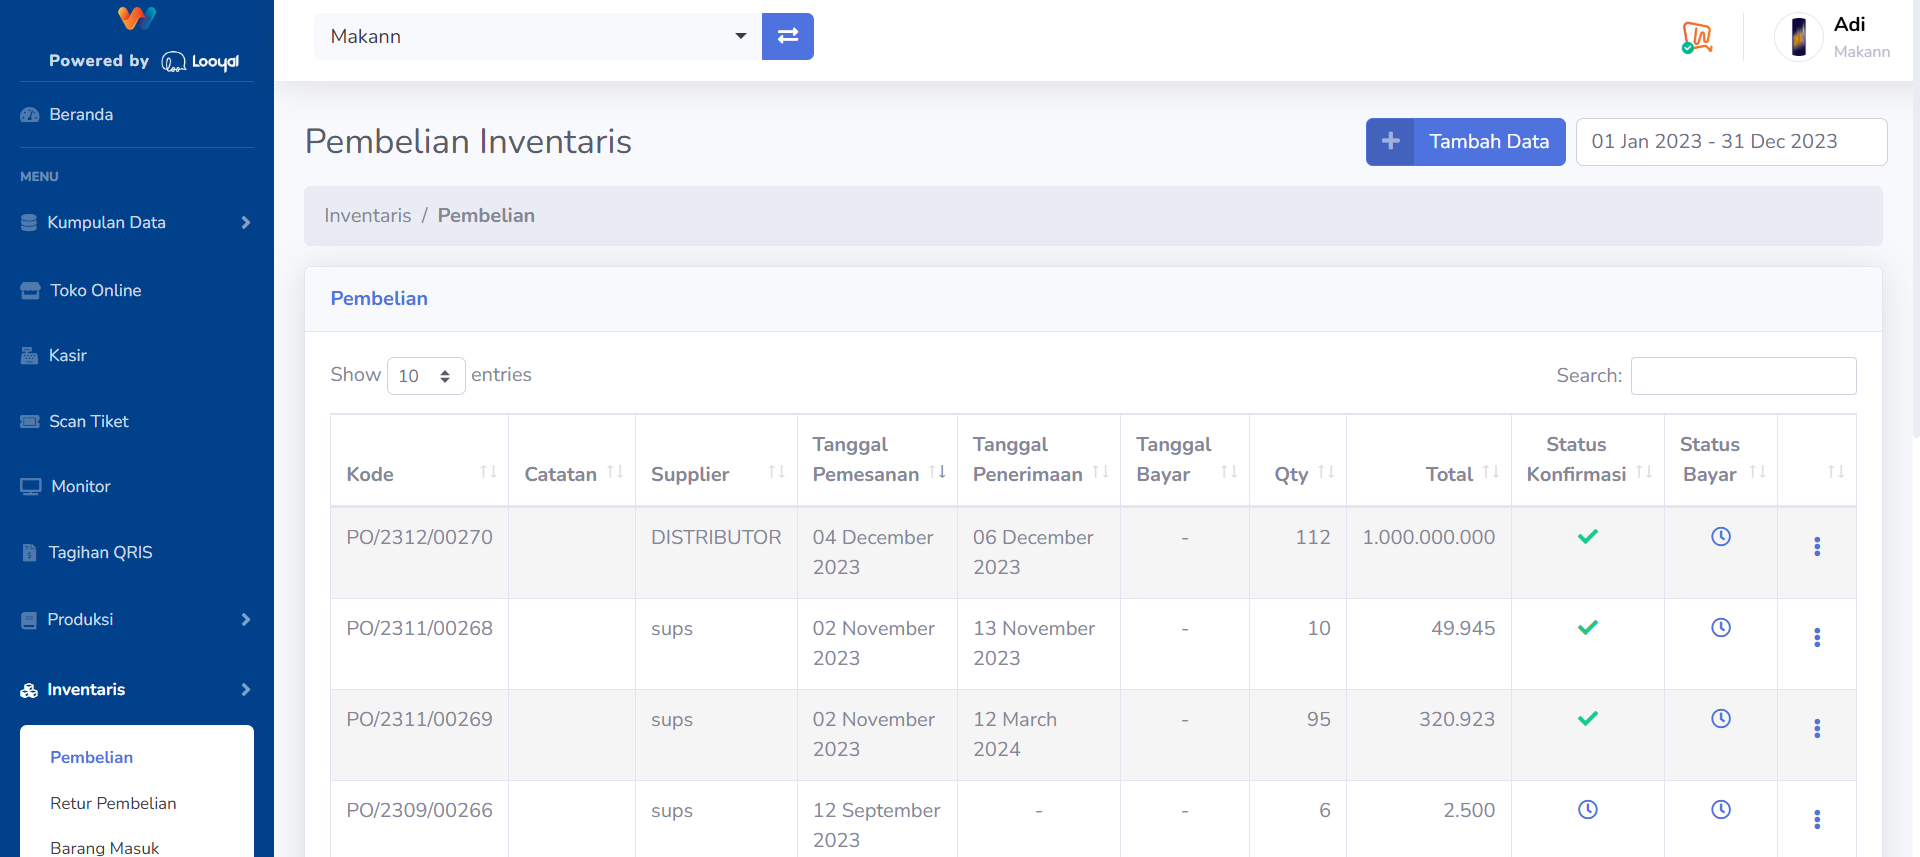 Powered by Looyal
Beranda
MENU
Kumpulan Data
Toko Online
Kasir
Scan Tiket
Monitor
Tagihan QRIS
Produksi
Inventaris
Pembelian
Retur Pembelian
Barang Masuk
Makann
Adi
Makann
Pembelian Inventaris
Tambah Data
01 Jan 2023 - 31 Dec 2023
Inventaris / Pembelian
Pembelian
Show 10 entries
Search:
Kode Catatan Supplier Tanggal Pemesanan Tanggal Penerimaan Tanggal Bayar Qty Total Status Konfirmasi Status Bayar
PO/2312/00270 DISTRIBUTOR 04 December 2023 06 December 2023 - 112 1.000.000.000
PO/2311/00268 sups 02 November 2023 13 November 2023 - 10 49.945
PO/2311/00269 sups 02 November 2023 12 March 2024 - 95 320.923
PO/2309/00266 sups 12 September 2023 - - 6 2.500